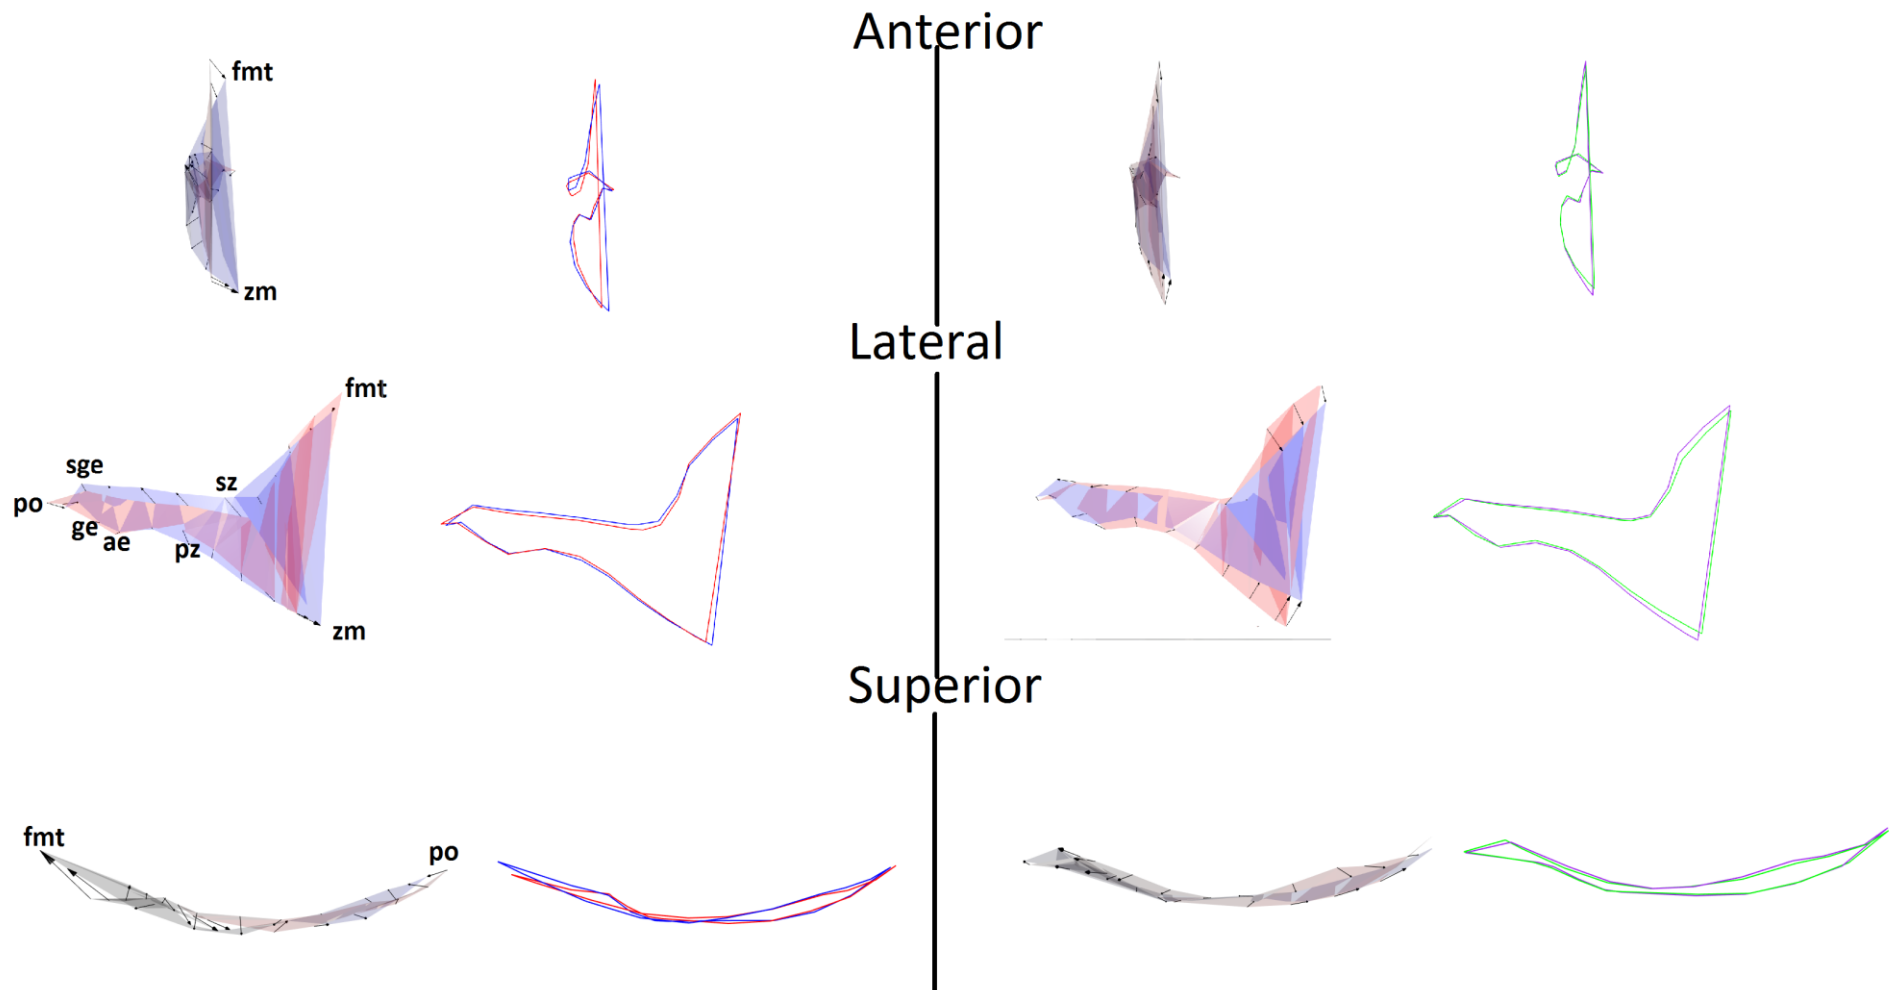 Anterior
fmt
zm
Lateral
fmt
sge
sz
po
ge
ae
pz
zm
Superior
fmt
po